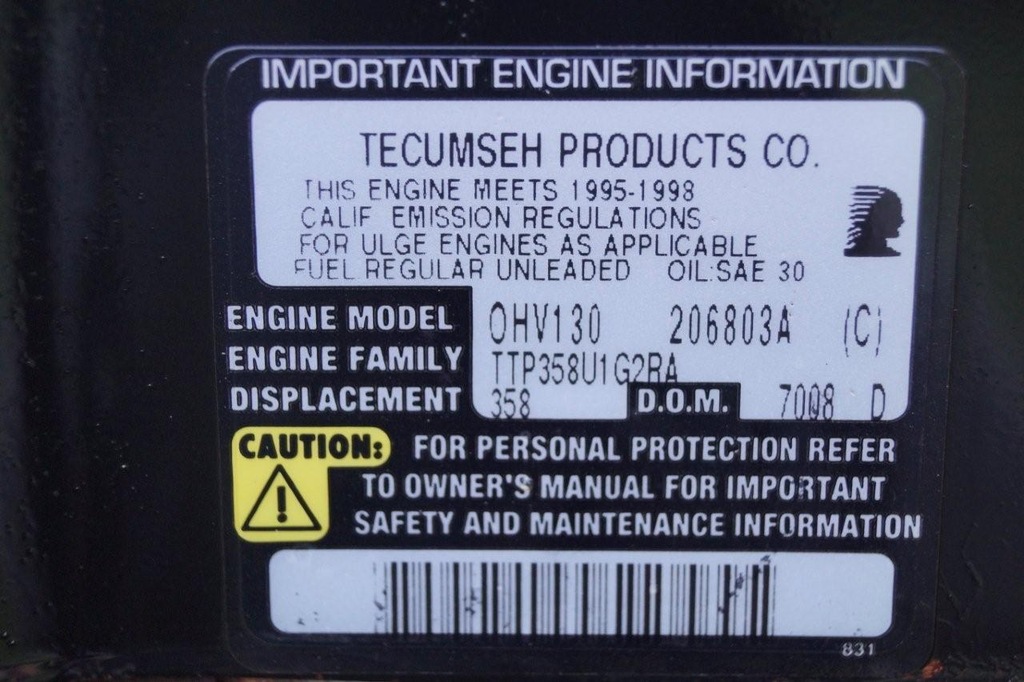 IMPORTANT ENGINE INFORMATION
TECUMSEH PRODUCTS CO.
THIS ENGINE MEETS 1995-1998
CALIF EMISSION REGULATIONS
FOR ULGE ENGINES AS APPLICABLE
FUEL REGULAR UNLEADED OIL:SAE 30
ENGINE MODEL OHV130 206803A (C)
ENGINE FAMILY TTP358U1G2RA
DISPLACEMENT 358 D.O.M. 7008 D
CAUTION: FOR PERSONAL PROTECTION REFER
TO OWNER'S MANUAL FOR IMPORTANT
SAFETY AND MAINTENANCE INFORMATION
831